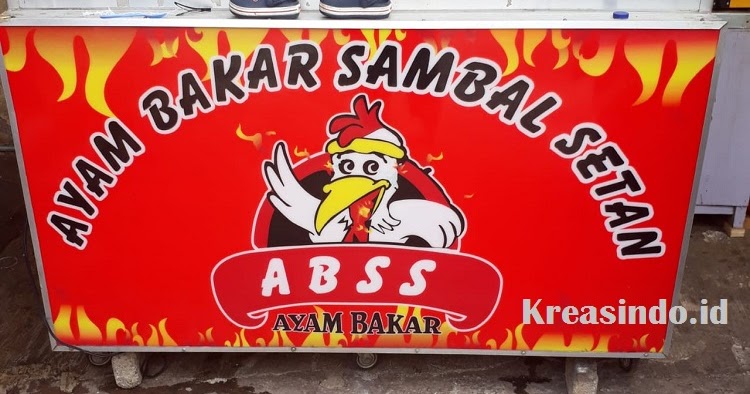 AYAM BAKAR SAMBAL SETAN
ABSS
AYAM BAKAR
Kreasindo.id